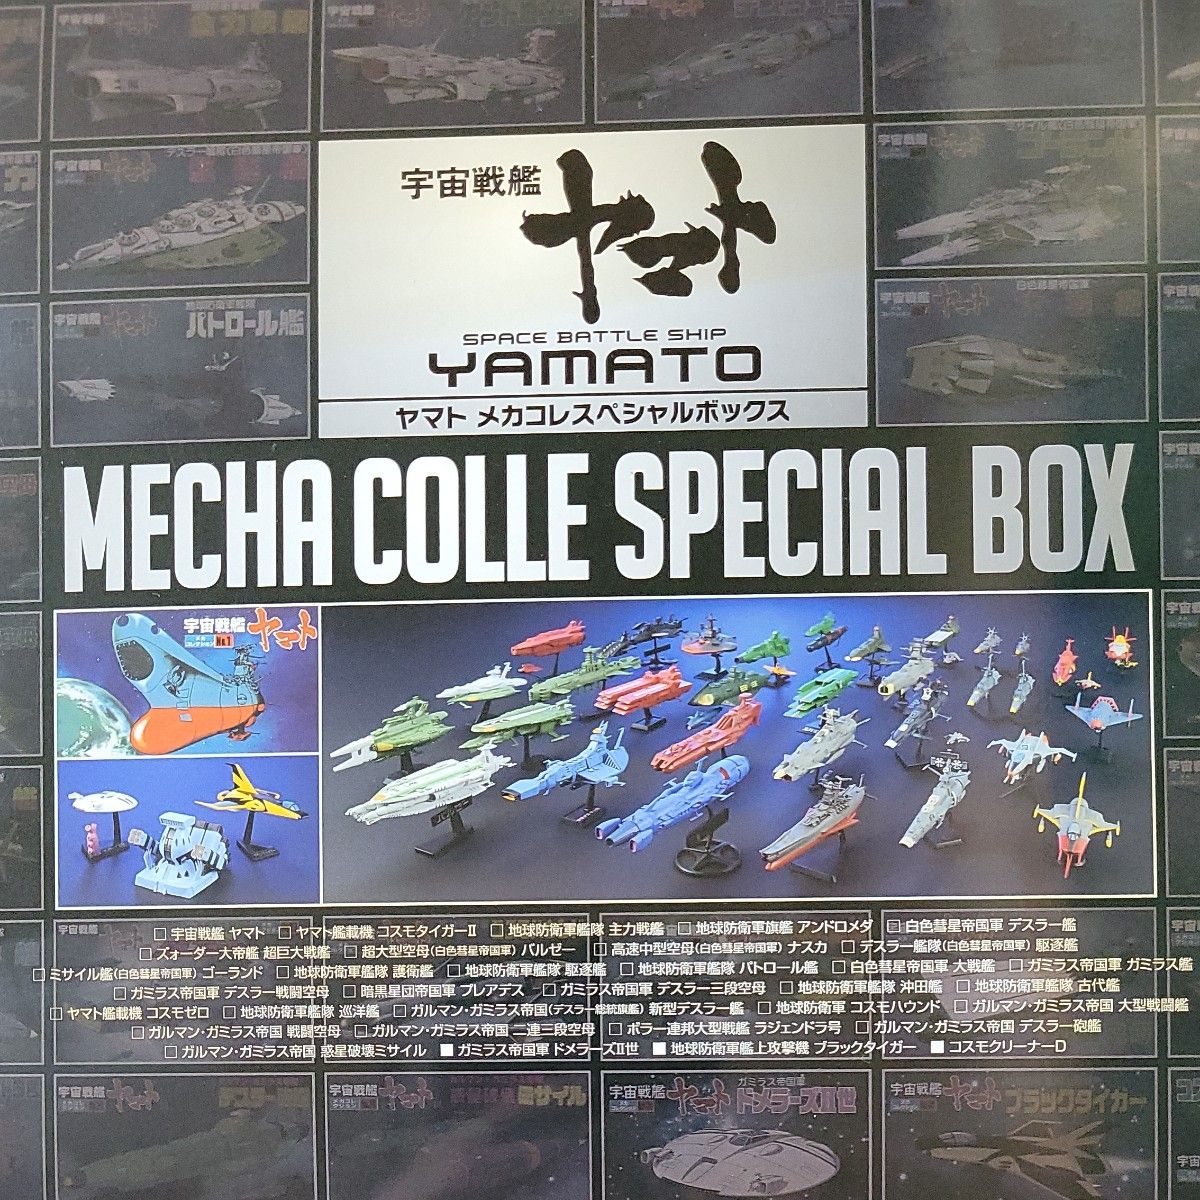 宇宙戦艦
ヤマト
SPACE BATTLE SHIP
YAMATO
ヤマト メカコレスペシャルボックス
パトロール艦
白色彗星帝国軍
MECHA COLLE SPECIAL BOX
宇宙戦艦
ヤマト
メカ
コレクション No.1
□ 宇宙戦艦 ヤマト □ ヤマト艦載機 コスモタイガーII □ 地球防衛軍艦隊 主力戦艦 □ 地球防衛軍旗艦 アンドロメダ □ 白色彗星帝国軍 デスラー艦
□ ズォーダー大帝艦 超巨大戦艦 □ 超大型空母(白色彗星帝国軍) バルゼー □ 高速中型空母(白色彗星帝国軍) ナスカ □ デスラー艦隊(白色彗星帝国軍) 駆逐艦
□ ミサイル艦(白色彗星帝国軍) ゴーランド □ 地球防衛軍艦隊 護衛艦 □ 地球防衛軍艦隊 駆逐艦 □ 地球防衛軍艦隊 パトロール艦 □ 白色彗星帝国軍 大戦艦 □ ガミラス帝国軍 ガミラス艦
□ ガミラス帝国軍 デスラー戦闘空母 □ 暗黒星団帝国軍 プレアデス □ ガミラス帝国軍 デスラー三段空母 □ 地球防衛軍艦隊 沖田艦 □ 地球防衛軍艦隊 古代艦
□ ヤマト艦載機 コスモゼロ □ 地球防衛軍艦隊 巡洋艦 □ ガルマン・ガミラス帝国(デスラー総統旗艦) 新型デスラー艦 □ 地球防衛軍 コスモハウンド □ ガルマン・ガミラス帝国 大型戦闘艦
□ ガルマン・ガミラス帝国 戦闘空母 □ ガルマン・ガミラス帝国 二連三段空母 □ ボラー連邦大型戦艦 ラジェンドラ号 □ ガルマン・ガミラス帝国 デスラー砲艦
□ ガルマン・ガミラス帝国 惑星破壊ミサイル ■ ガミラス帝国軍 ドメラーズII世 ■ 地球防衛軍艦上攻撃機 ブラックタイガー ■ コスモクリーナーD
宇宙戦艦 ヤマト
ミサイル
宇宙戦艦 ヤマト
ガミラス帝国軍
ドメラーズII世
宇宙戦艦 ヤマト
ブラックタイガー